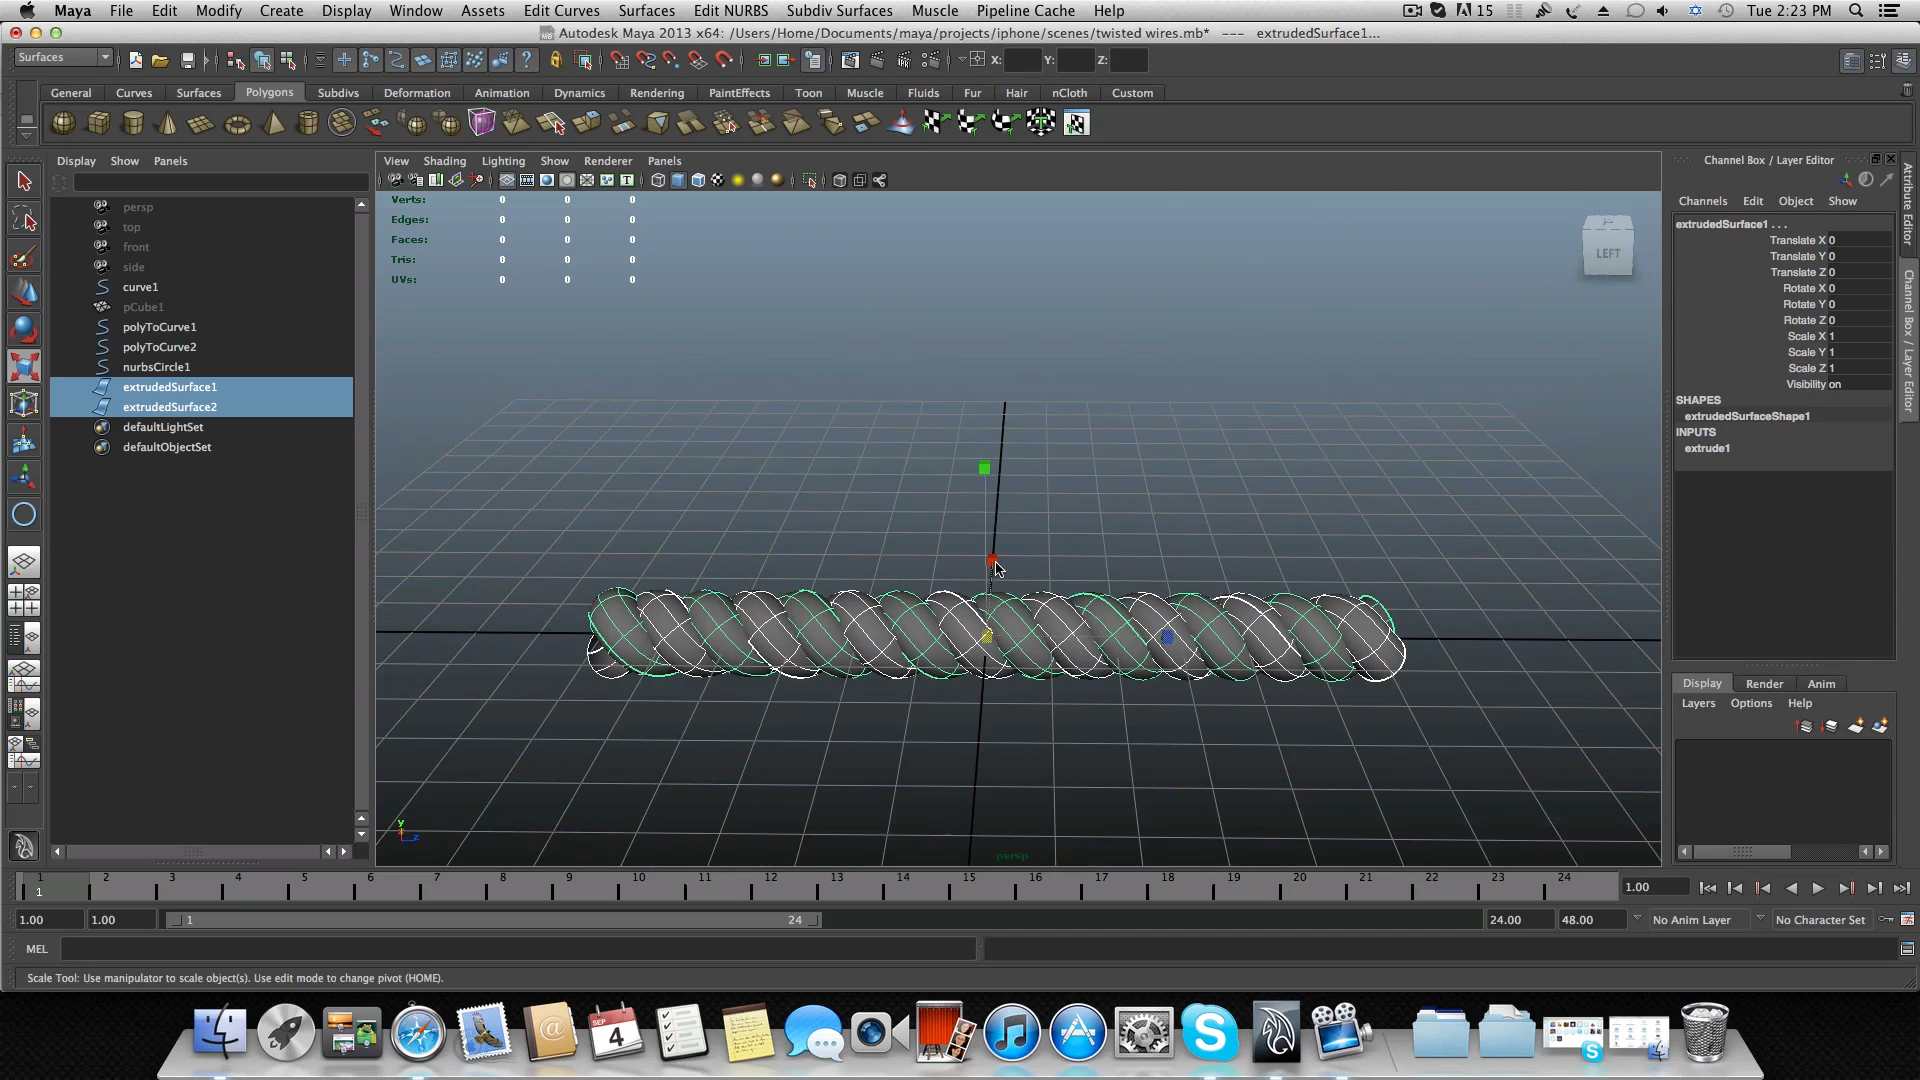 Maya File Edit Modify Create Display Window Assets Edit Curves Surfaces Edit NURBS Subdiv Surfaces Muscle Pipeline Cache Help 15 Tue 2:23 PM
Autodesk Maya 2013 x64: /Users/Home/Documents/maya/projects/iphone/scenes/twisted wires.mb* --- extrudedSurface1...
Surfaces X: Y: Z:
General Curves Surfaces Polygons Subdivs Deformation Animation Dynamics Rendering PaintEffects Toon Muscle Fluids Fur Hair nCloth Custom
Display Show Panels
View Shading Lighting Show Renderer Panels
persp
top
front
side
curve1
pCube1
polyToCurve1
polyToCurve2
nurbsCircle1
extrudedSurface1
extrudedSurface2
defaultLightSet
defaultObjectSet
Verts: 0 0 0
Edges: 0 0 0
Faces: 0 0 0
Tris: 0 0 0
UVs: 0 0 0
LEFT
y
z
persp
Channel Box / Layer Editor
Channels Edit Object Show
extrudedSurface1 . . .
Translate X 0
Translate Y 0
Translate Z 0
Rotate X 0
Rotate Y 0
Rotate Z 0
Scale X 1
Scale Y 1
Scale Z 1
Visibility on
SHAPES
extrudedSurfaceShape1
INPUTS
extrude1
Attribute Editor
Channel Box / Layer Editor
Display Render Anim
Layers Options Help
1 2 3 4 5 6 7 8 9 10 11 12 13 14 15 16 17 18 19 20 21 22 23 24
1
1.00
1.00 1.00 1 24 24.00 48.00 No Anim Layer No Character Set
MEL
Scale Tool: Use manipulator to scale object(s). Use edit mode to change pivot (HOME).
SEP
4